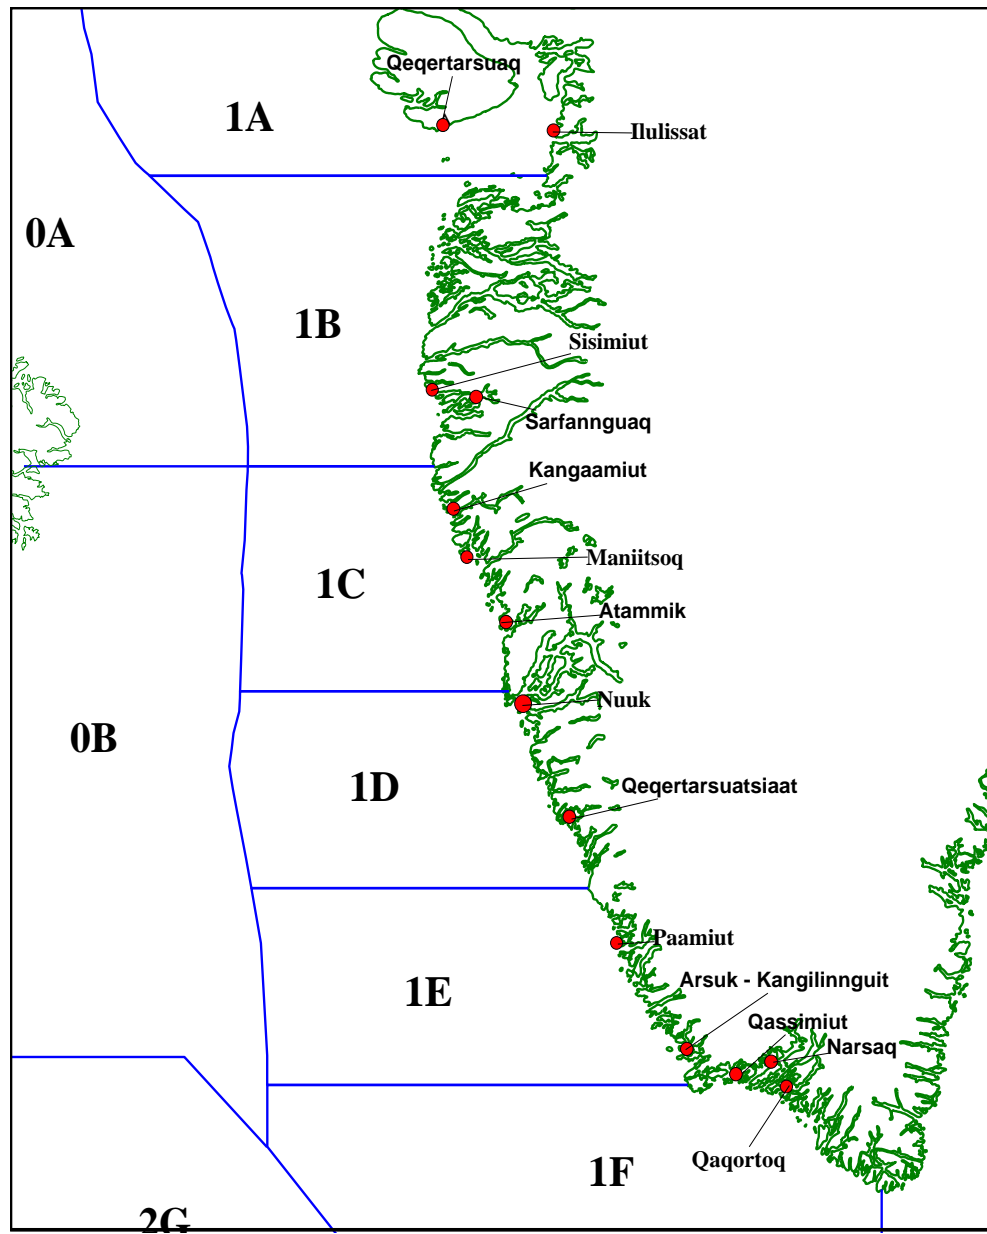 Qeqertarsuaq
1A
Ilulissat
0A
1B
Sisimiut
Sarfannguaq
Kangaamiut
Maniitsoq
1C
Atammik
Nuuk
0B
1D
Qeqertarsuatsiaat
Paamiut
Arsuk - Kangilinnguit
1E
Qassimiut
Narsaq
Qaqortoq
1F
2G